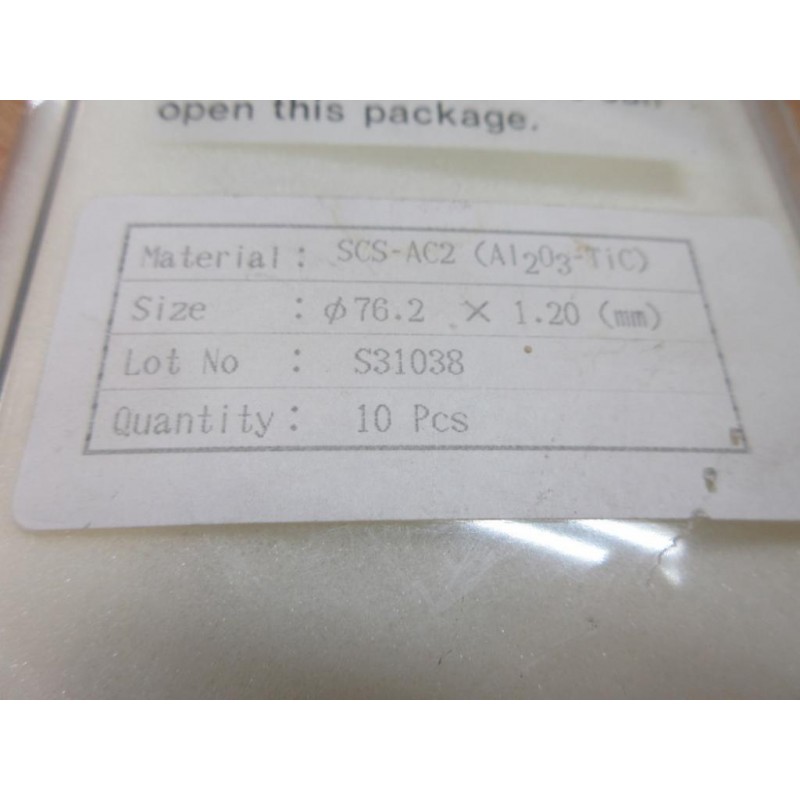 open this package.
Material : SCS-AC2 (Al₂O₃-TiC)
Size : φ76.2 × 1.20 (mm)
Lot No : S31038
Quantity : 10 Pcs